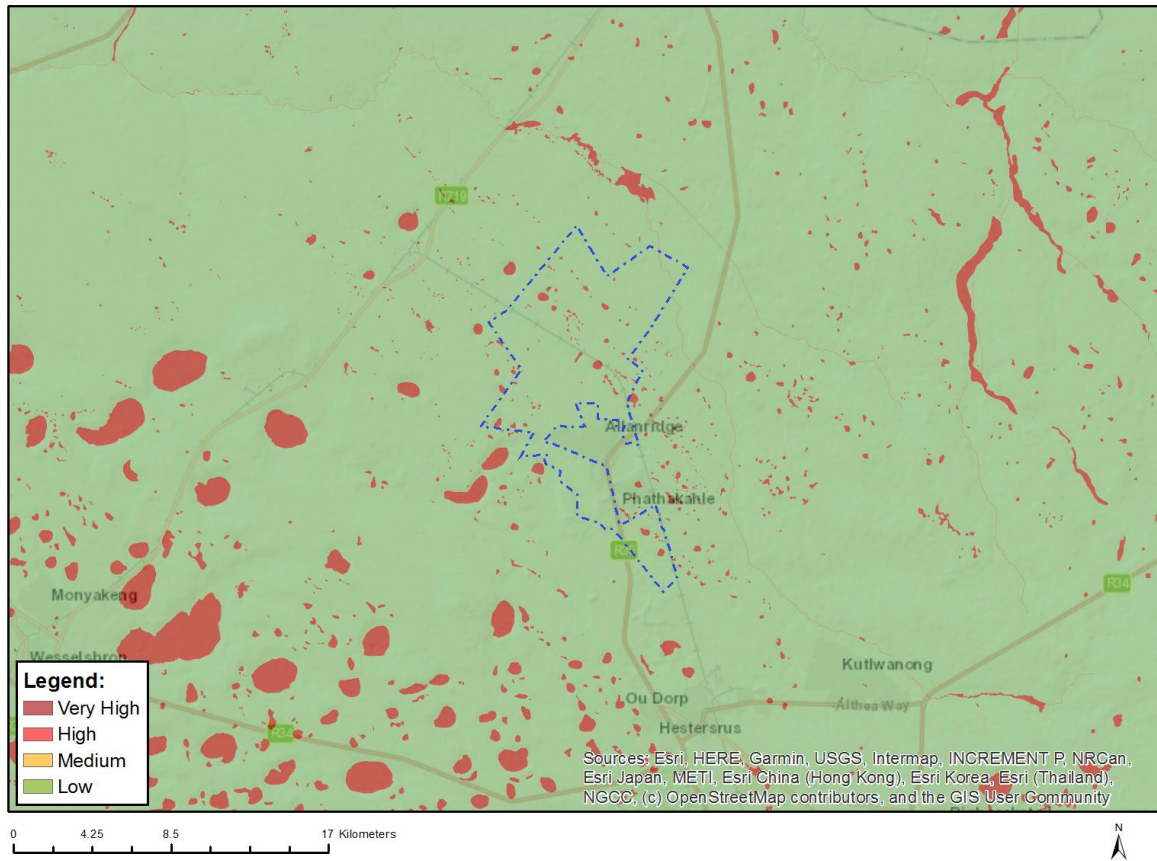 N710
Allanridge
Phathakahle
R34
Monyakeng
Wesselsbron
Kutlwanong
Ou Dorp
Althea Way
Hestersrus
R34
Legend:
Very High
High
Medium
Low
Sources: Esri, HERE, Garmin, USGS, Intermap, INCREMENT P, NRCan,
Esri Japan, METI, Esri China (Hong Kong), Esri Korea, Esri (Thailand),
NGCC, (c) OpenStreetMap contributors, and the GIS User Community
0 4.25 8.5 17 Kilometers
N